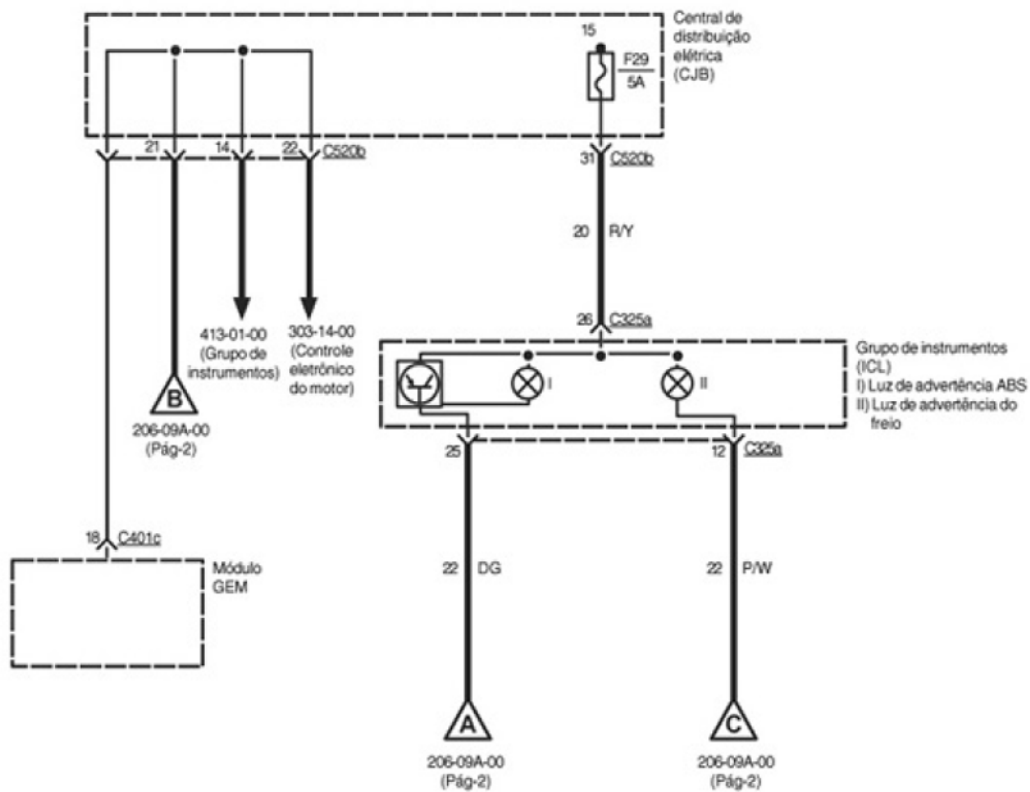 Central de
distribuição
elétrica
(CJB)
15
F29
5A
21
14
22
C520b
31
C520b
20
R/Y
26
C325a
413-01-00
(Grupo de
instrumentos)
303-14-00
(Controle
eletrônico
do motor)
Grupo de instrumentos
(ICL)
I) Luz de advertência ABS
II) Luz de advertência do
freio
I
II
B
206-09A-00
(Pág-2)
25
12
C325a
18
C401c
Módulo
GEM
22
DG
22
P/W
A
206-09A-00
(Pág-2)
C
206-09A-00
(Pág-2)